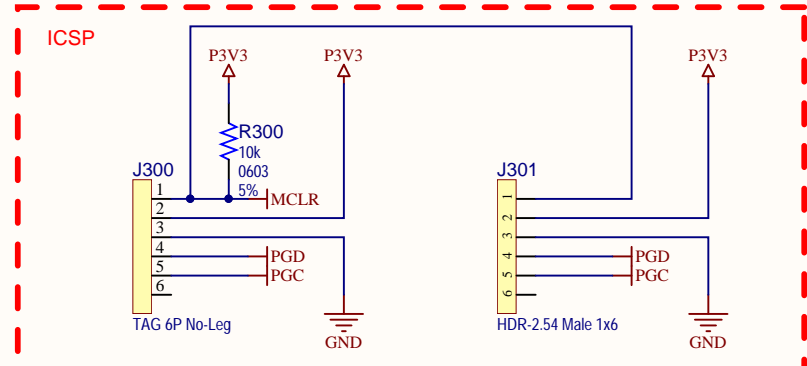 ICSP
P3V3
P3V3
P3V3
R300
10k
0603
5%
J300
J301
1
MCLR
2
3
4
PGD
5
PGC
6
1
2
3
4
PGD
5
PGC
6
TAG 6P No-Leg
GND
HDR-2.54 Male 1x6
GND